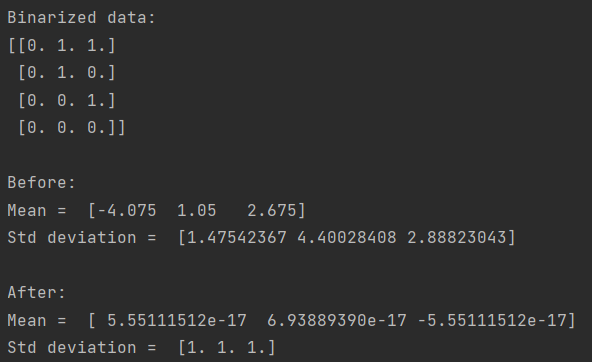 Binarized data:
[[0. 1. 1.]
 [0. 1. 0.]
 [0. 0. 1.]
 [0. 0. 0.]]
Before:
Mean =  [-4.075  1.05   2.675]
Std deviation =  [1.47542367 4.40028408 2.88823043]
After:
Mean =  [ 5.55111512e-17  6.93889390e-17 -5.55111512e-17]
Std deviation =  [1. 1. 1.]